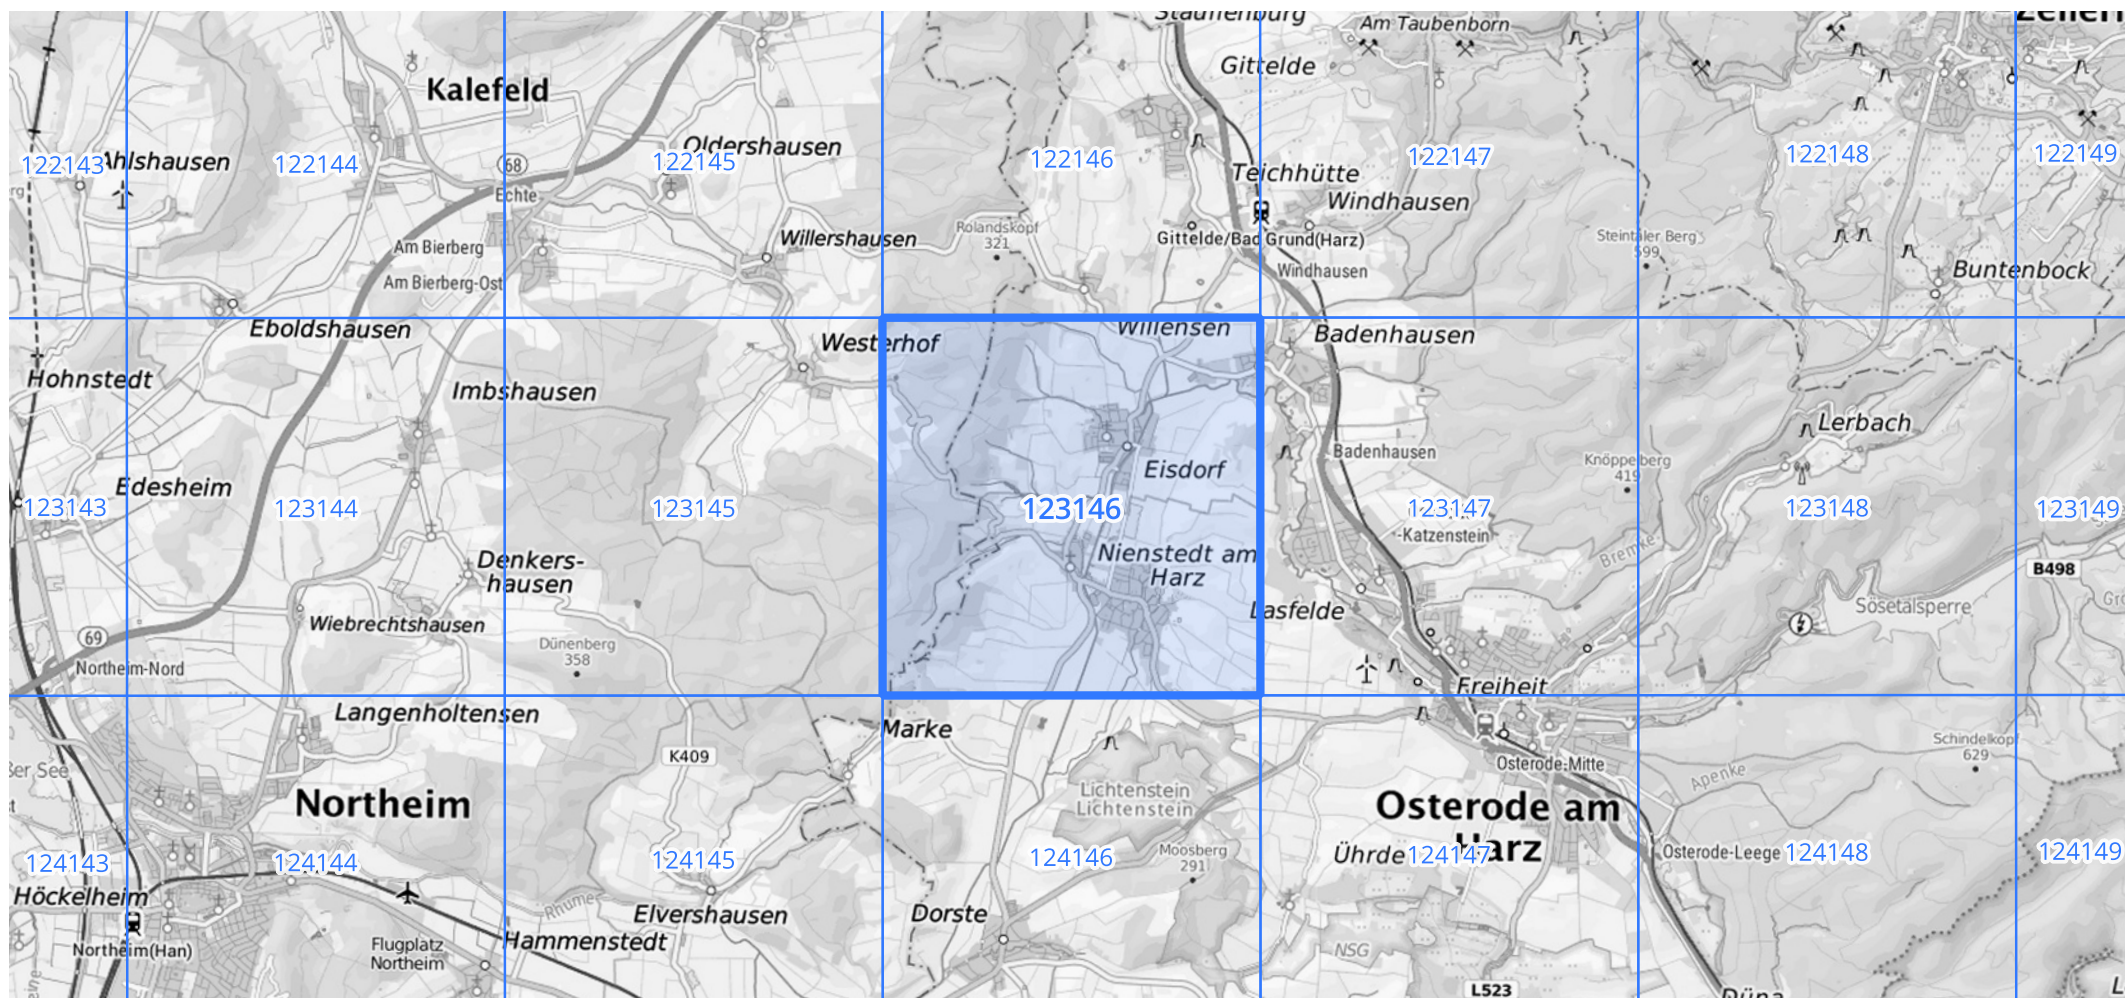 Stauffenburg
Am Taubenborn
Gittelde
Kalefeld
Ahlshausen
122143
122144
68
122145
Oldershausen
122146
122147
122148
122149
Echte
Teichhütte
Windhausen
Am Bierberg
Willershausen
Rolandskopf
321
Gittelde/Bad Grund(Harz)
Steintaler Berg
599
Am Bierberg-Ost
Windhausen
Buntenbock
Eboldshausen
Westerhof
Willensen
Badenhausen
Hohnstedt
Imbshausen
Lerbach
Badenhausen
Eisdorf
Knöppelberg
419
Edesheim
123143
123144
123145
123146
123147
123148
123149
-Katzenstein
Bremke
Denkers-
hausen
Nienstedt am
Harz
B498
Lasfelde
Sösetalsperre
Wiebrechtshausen
69
Dünenberg
358
Northeim-Nord
Freiheit
Langenholtensen
Marke
K409
Schindelkopf
629
Osterode-Mitte
Apenke
Northeim
Lichtenstein
Lichtenstein
Osterode am
Harz
124143
124144
124145
124146
Moosberg
291
Ührde
124147
Osterode-Leege
124148
124149
Höckelheim
Rhume
Elvershausen
Dorste
Northeim(Han)
Flugplatz
Northeim
Hammenstedt
NSG
L523